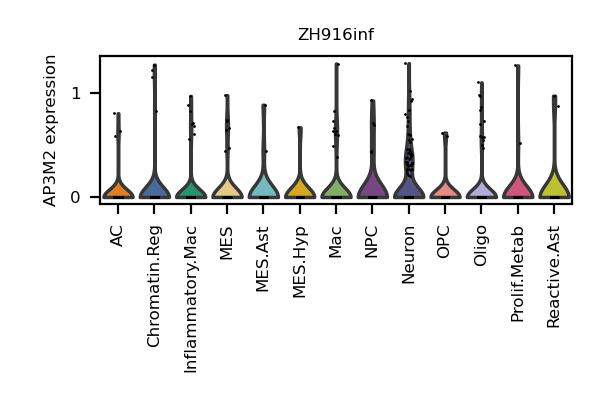 ZH916inf
AP3M2 expression
1
0
AC
Chromatin.Reg
Inflammatory.Mac
MES
MES.Ast
MES.Hyp
Mac
NPC
Neuron
OPC
Oligo
Prolif.Metab
Reactive.Ast